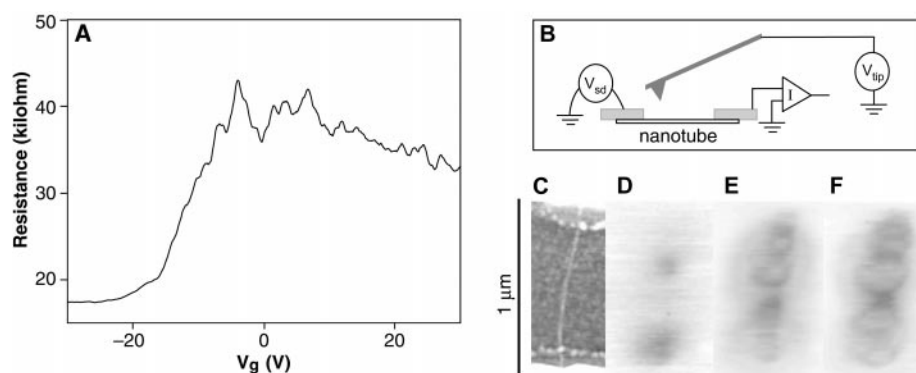 A
50
40
30
20
Resistance (kilohm)
−20
0
20
Vg (V)
B
Vsd
Vtip
I
nanotube
C
D
E
F
1 µm